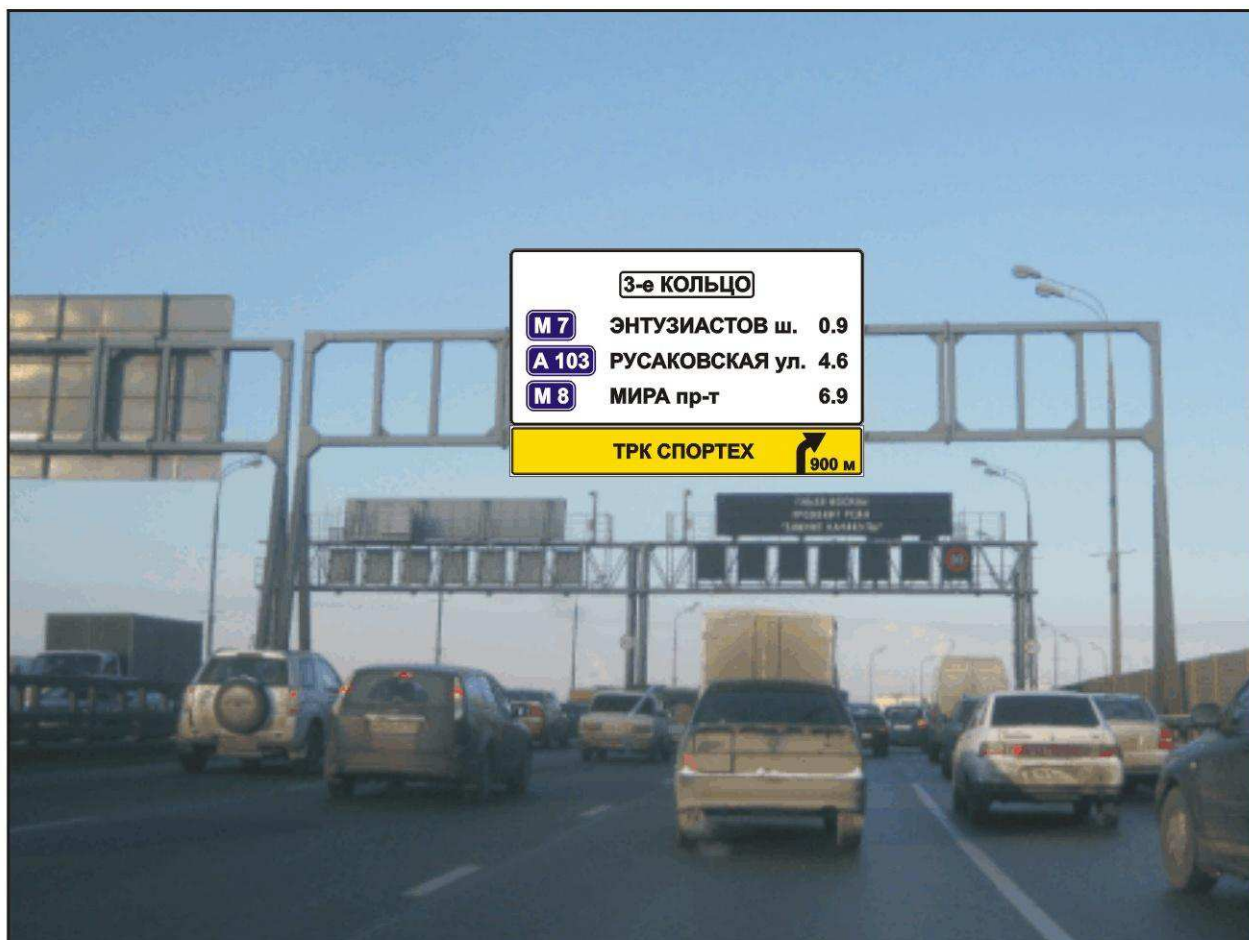 3-е КОЛЬЦО
М 7 ЭНТУЗИАСТОВ ш. 0.9
А 103 РУСАКОВСКАЯ ул. 4.6
М 8 МИРА пр-т 6.9
ТРК СПОРТЕХ 900 м